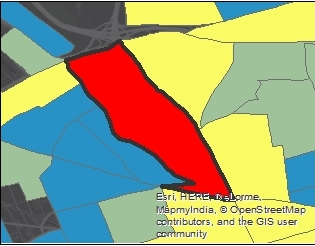 Esri, HERE, DeLorme,
MapmyIndia, © OpenStreetMap
contributors, and the GIS user
community